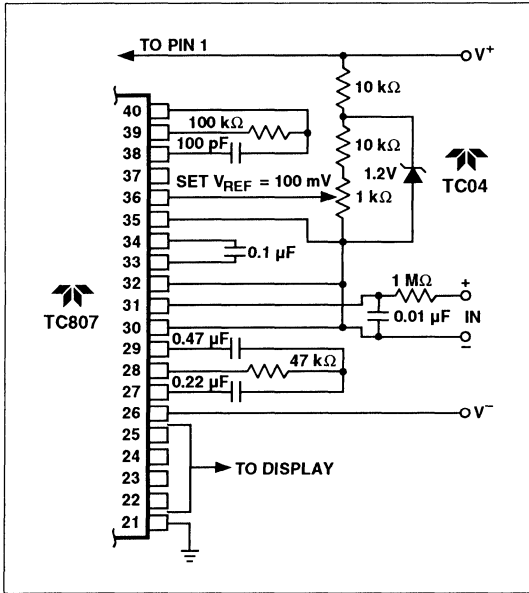 TO PIN 1
V+
10 kΩ
40
39
100 kΩ
38
100 pF
10 kΩ
1.2V
37
36
SET VREF = 100 mV
1 kΩ
TC04
35
34
33
0.1 µF
32
1 MΩ
+
31
TC807
0.01 µF
IN
30
–
29
0.47 µF
28
47 kΩ
27
0.22 µF
26
V–
25
24
TO DISPLAY
23
22
21